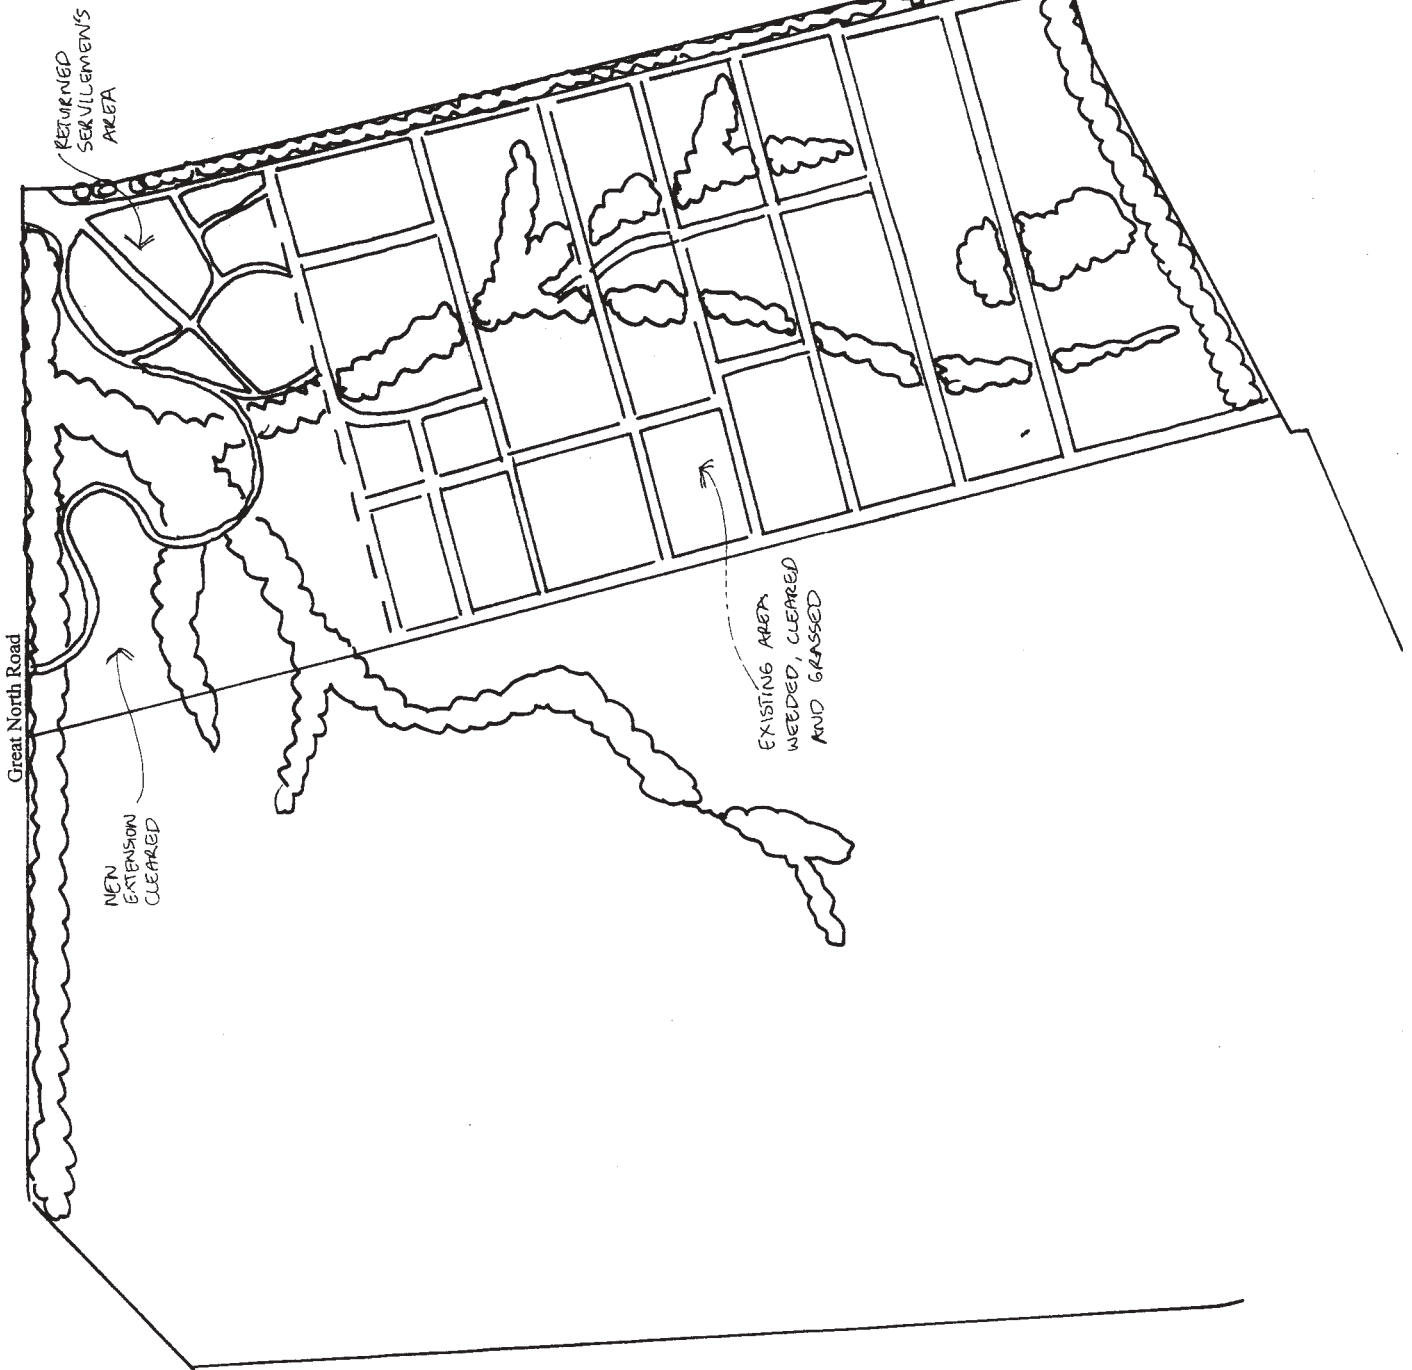 Great North Road
RETURNED
SERVICEMEN'S
AREA
NEW
EXTENSION
CLEARED
EXISTING AREA
WEEDED, CLEARED
AND GRASSED